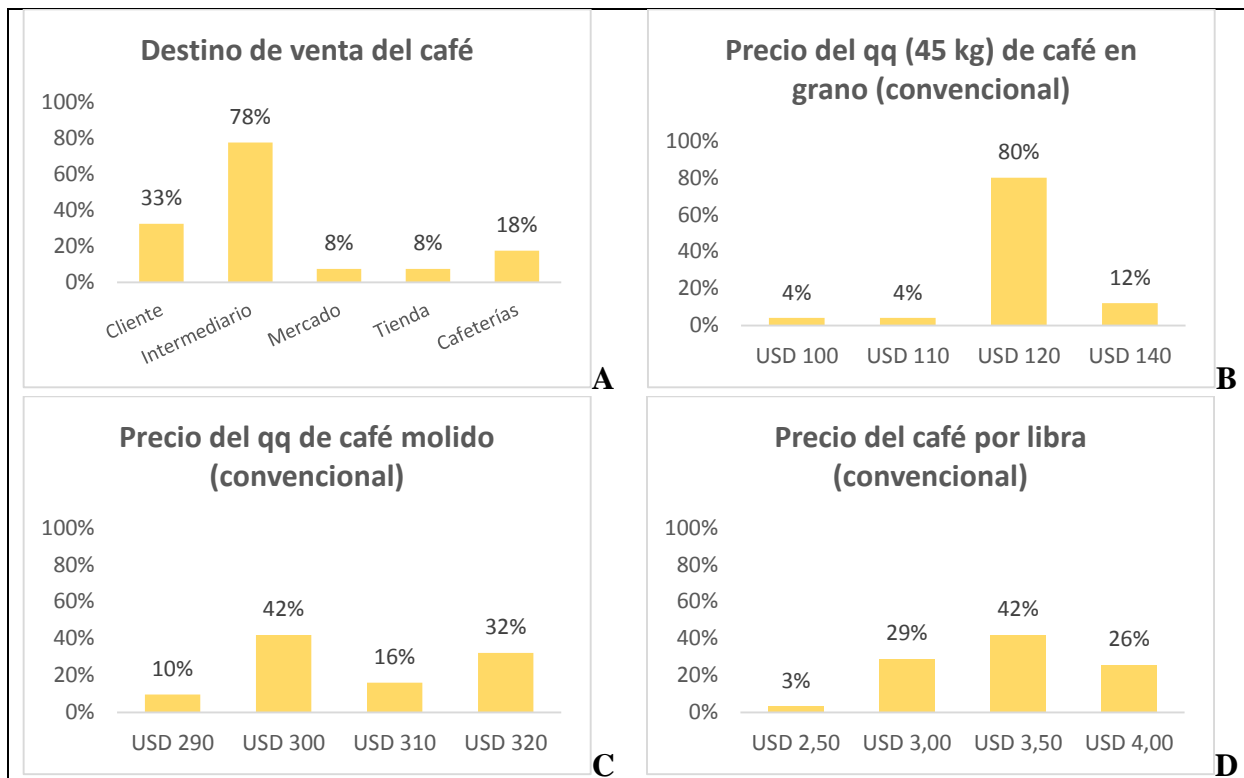 Destino de venta del café
100%
80%
60%
40%
20%
0%
33%
78%
8%
8%
18%
Cliente
Intermediario
Mercado
Tienda
Cafeterías
A
Precio del qq (45 kg) de café en
grano (convencional)
100%
80%
60%
40%
20%
0%
4%
4%
80%
12%
USD 100
USD 110
USD 120
USD 140
B
Precio del qq de café molido
(convencional)
100%
80%
60%
40%
20%
0%
10%
42%
16%
32%
USD 290
USD 300
USD 310
USD 320
C
Precio del café por libra
(convencional)
100%
80%
60%
40%
20%
0%
3%
29%
42%
26%
USD 2,50
USD 3,00
USD 3,50
USD 4,00
D